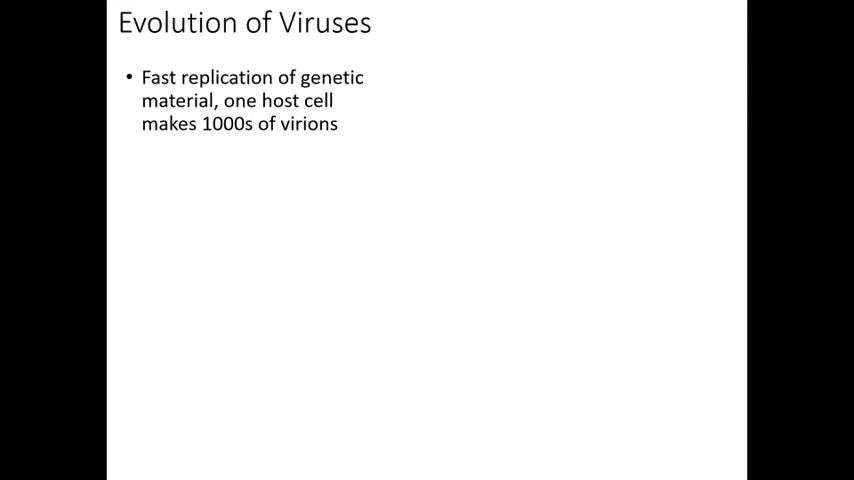 Evolution of Viruses
• Fast replication of genetic
material, one host cell
makes 1000s of virions